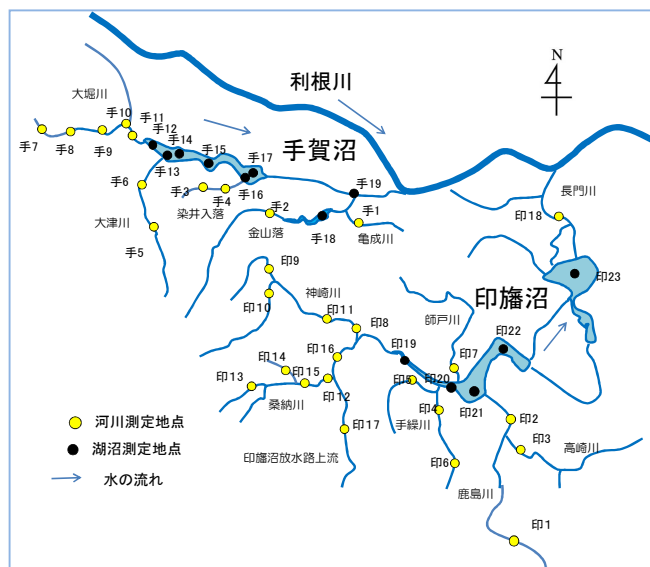 N
利根川
大堀川
手10
手11
手12
手14
手15
手17
手賀沼
手7
手8
手9
手13
手6
手3
手4
手16
手19
染井入落
手2
手1
長門川
印18
大津川
金山落
手18
亀成川
手5
印9
印23
神崎川
印旛沼
印10
師戸川
印11
印8
印22
印19
印16
印14
印7
印13
印15
印5
印20
印12
印21
桑納川
印4
印2
手繰川
印17
印3
高崎川
河川測定地点
湖沼測定地点
印旛沼放水路上流
印6
水の流れ
鹿島川
印1